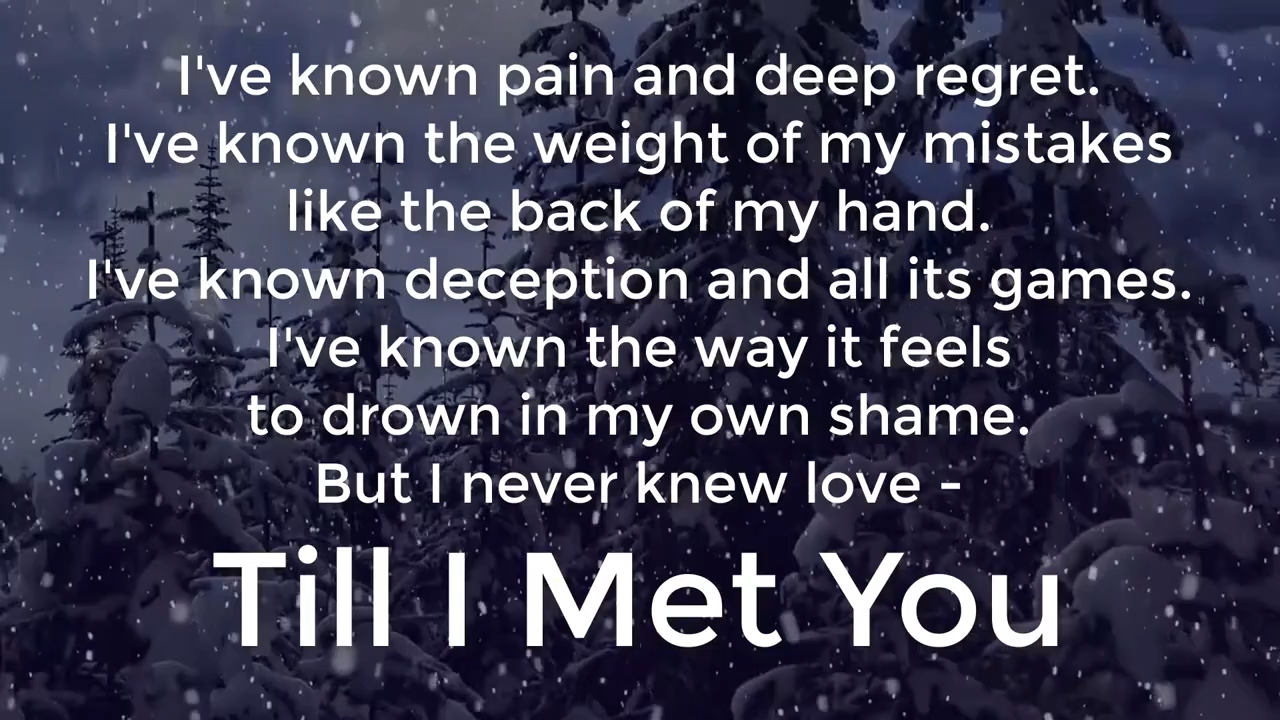 I've known pain and deep regret.
I've known the weight of my mistakes
like the back of my hand.
I've known deception and all its games.
I've known the way it feels
to drown in my own shame.
But I never knew love -
Till I Met You